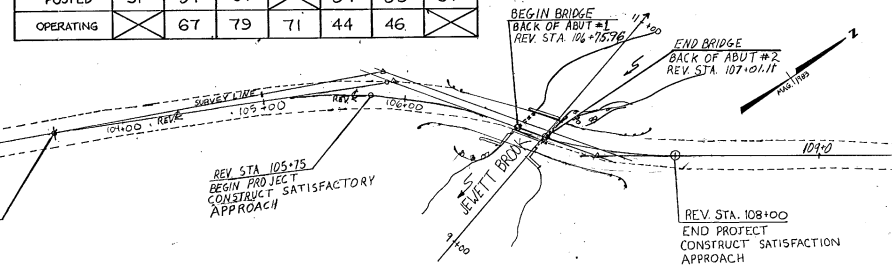 OPERATING 67 79 71 44 46
BEGIN BRIDGE
BACK OF ABUT #1
REV. STA. 106+75.96
END BRIDGE
BACK OF ABUT #2
REV. STA. 107+01.11
MAG. 1983
SURVEY LINE
REV. ℄
104+00
REV. ℄
105+00
106+00
109+0
REV. STA 105+75
BEGIN PROJECT
CONSTRUCT SATISFACTORY
APPROACH
JEWETT BROOK
9+00
REV. STA. 108+00
END PROJECT
CONSTRUCT SATISFACTION
APPROACH